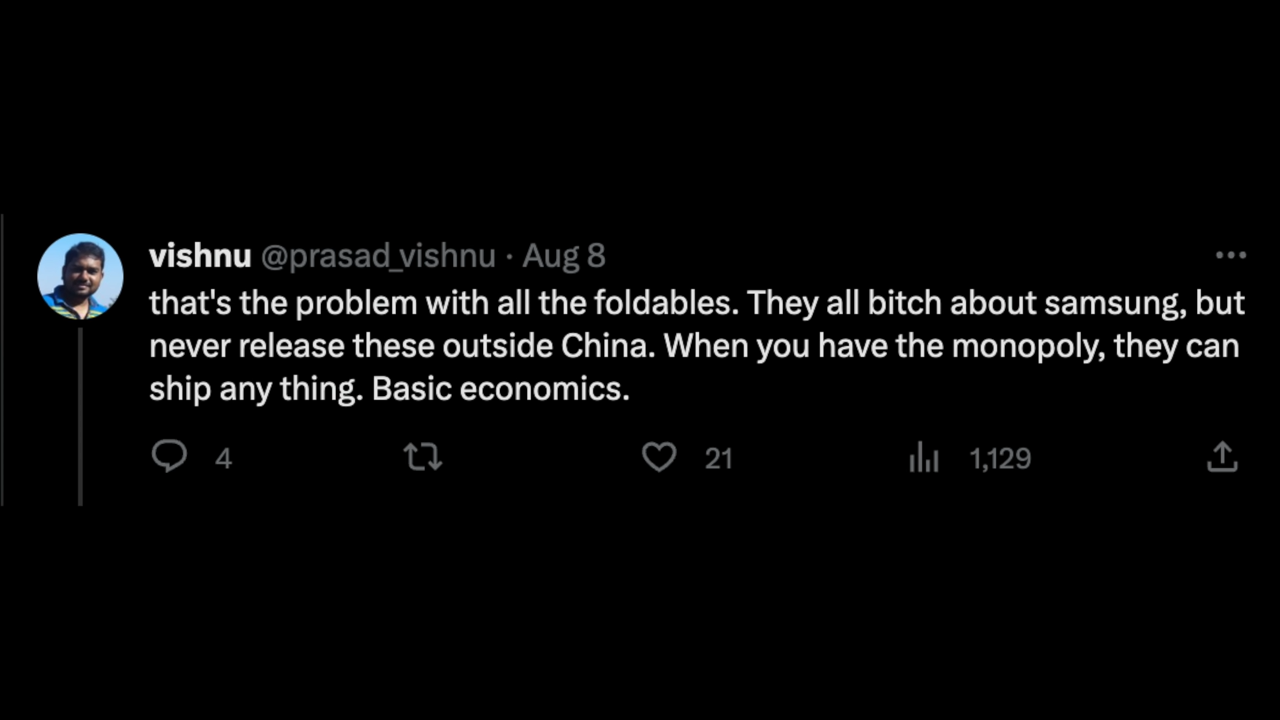 vishnu @prasad_vishnu · Aug 8
that's the problem with all the foldables. They all bitch about samsung, but
never release these outside China. When you have the monopoly, they can
ship any thing. Basic economics.
4 21 1,129